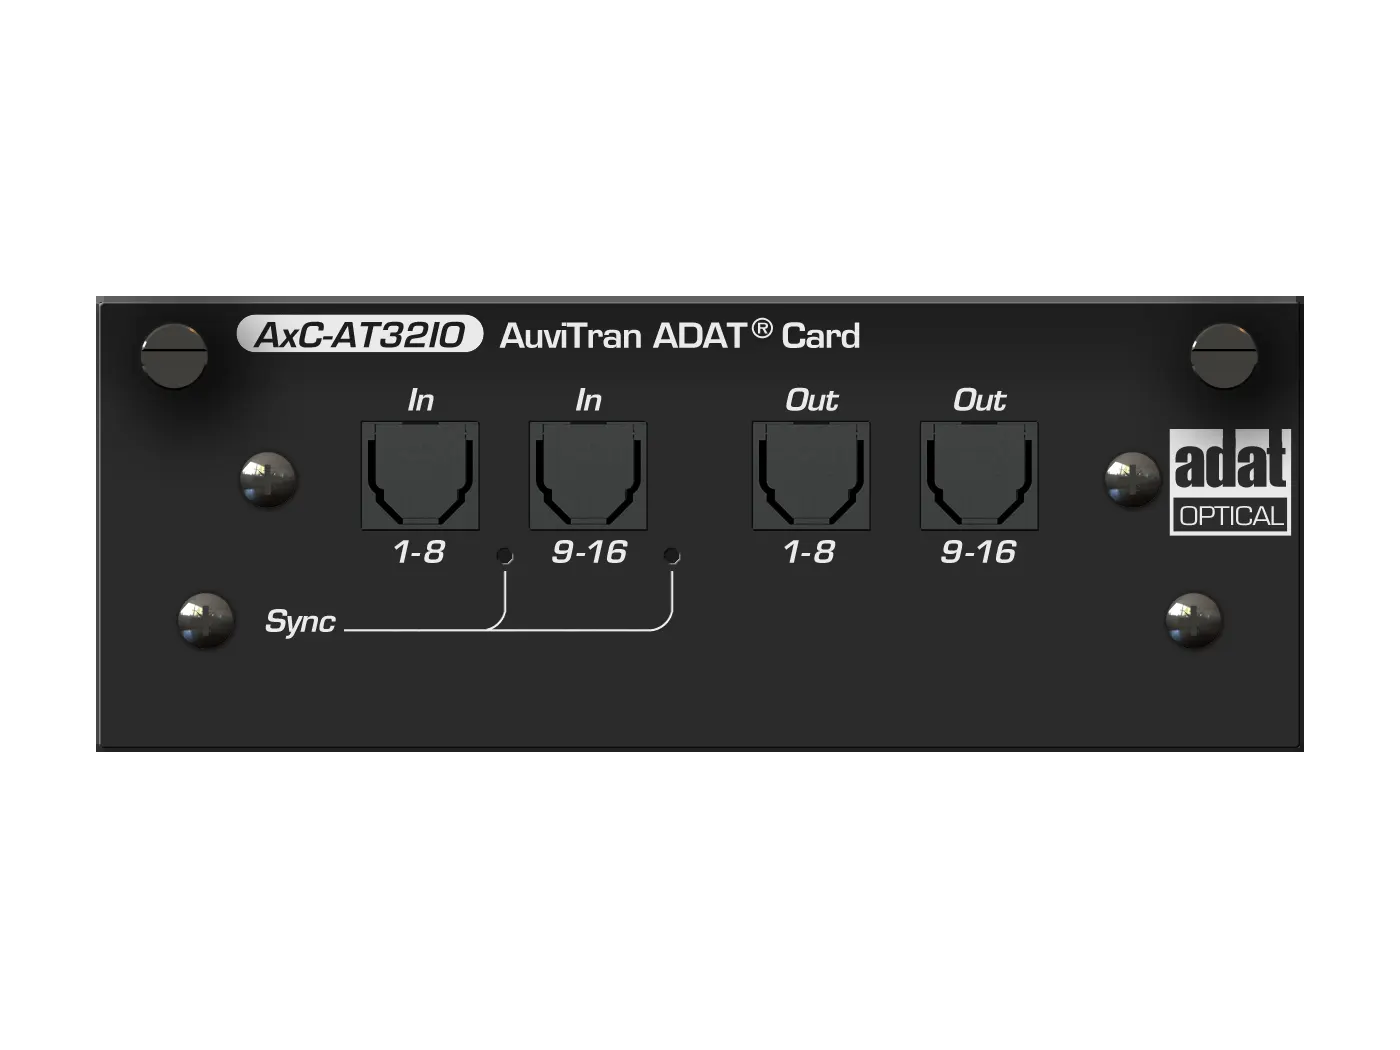 AxC-AT32IO AuviTran ADAT® Card
In In Out Out
1-8 9-16 1-8 9-16
adat
OPTICAL
Sync